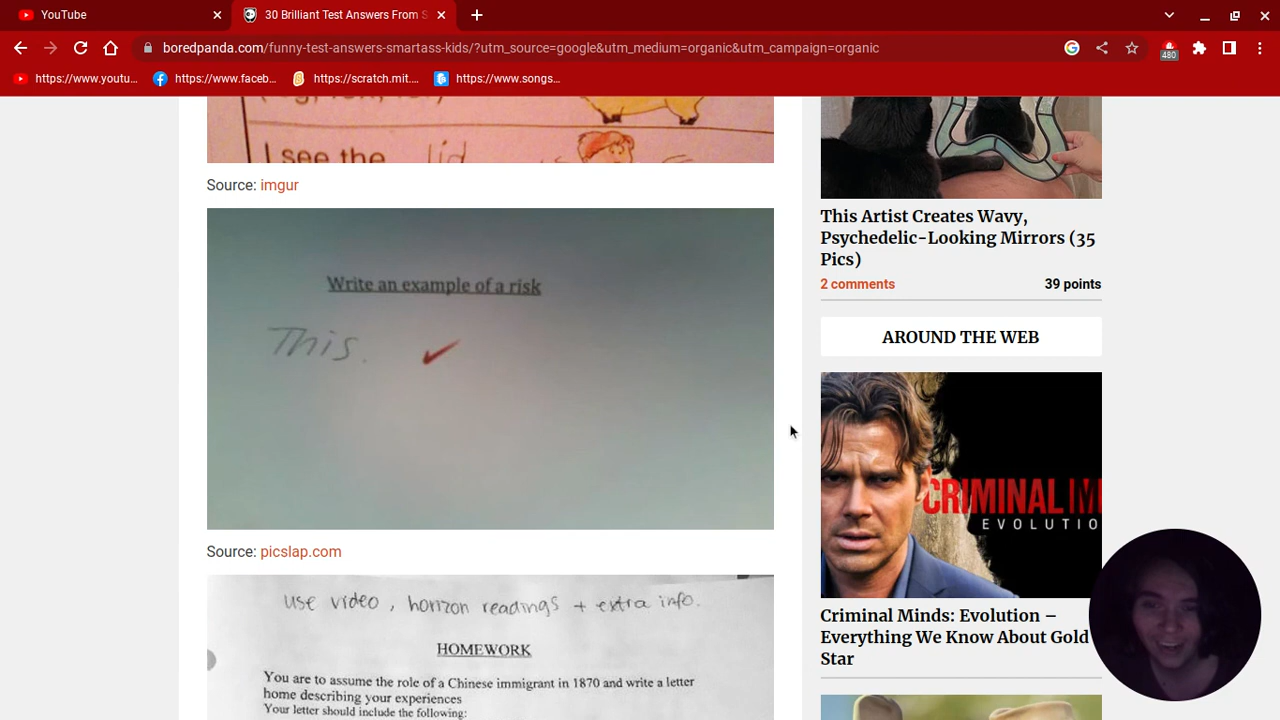 YouTube
30 Brilliant Test Answers From S
boredpanda.com/funny-test-answers-smartass-kids/?utm_source=google&utm_medium=organic&utm_campaign=organic
480
https://www.youtu...
https://www.faceb...
https://scratch.mit....
https://www.songs...
I see the lid
Source: imgur
Write an example of a risk
This.
Source: picslap.com
use video, horizon readings + extra info.
HOMEWORK
You are to assume the role of a Chinese immigrant in 1870 and write a letter
home describing your experiences
Your letter should include the following:
This Artist Creates Wavy,
Psychedelic-Looking Mirrors (35
Pics)
2 comments 39 points
AROUND THE WEB
CRIMINAL
EVOLUTIO
Criminal Minds: Evolution –
Everything We Know About Gold
Star